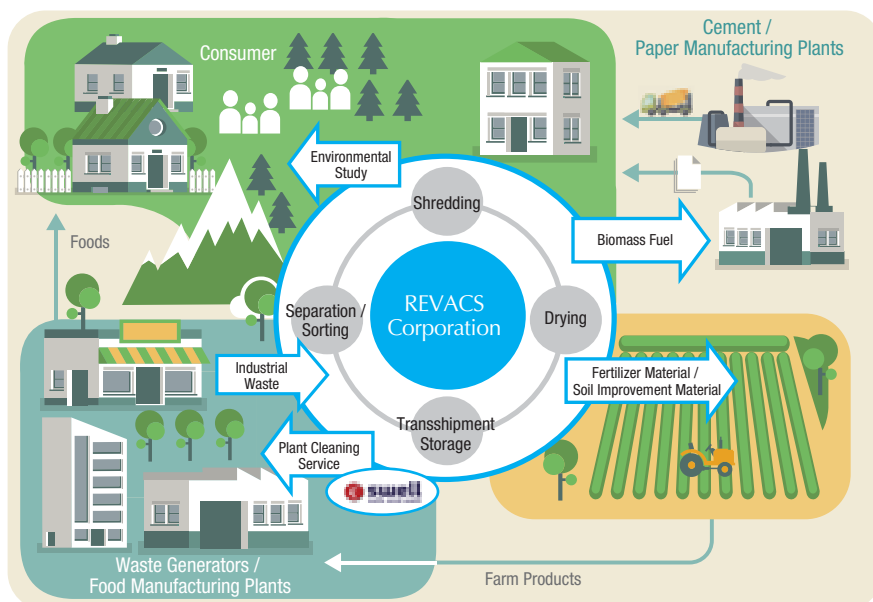 Consumer
Cement /
Paper Manufacturing Plants
Environmental
Study
Shredding
Biomass Fuel
Foods
Separation /
Sorting
REVACS
Corporation
Drying
Industrial
Waste
Fertilizer Material /
Soil Improvement Material
Transshipment
Storage
Plant Cleaning
Service
swell
Waste Generators /
Food Manufacturing Plants
Farm Products